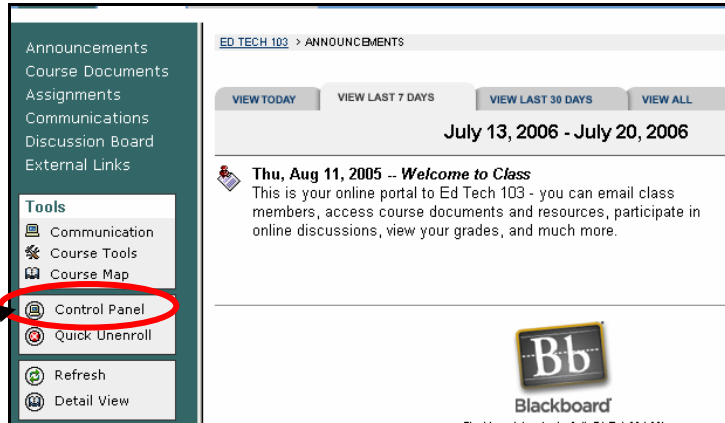 Announcements
Course Documents
Assignments
Communications
Discussion Board
External Links
Tools
Communication
Course Tools
Course Map
Control Panel
Quick Unenroll
Refresh
Detail View
ED TECH 103 > ANNOUNCEMENTS
VIEW TODAY VIEW LAST 7 DAYS VIEW LAST 30 DAYS VIEW ALL
July 13, 2006 - July 20, 2006
Thu, Aug 11, 2005 -- Welcome to Class
This is your online portal to Ed Tech 103 - you can email class
members, access course documents and resources, participate in
online discussions, view your grades, and much more.
Bb
Blackboard